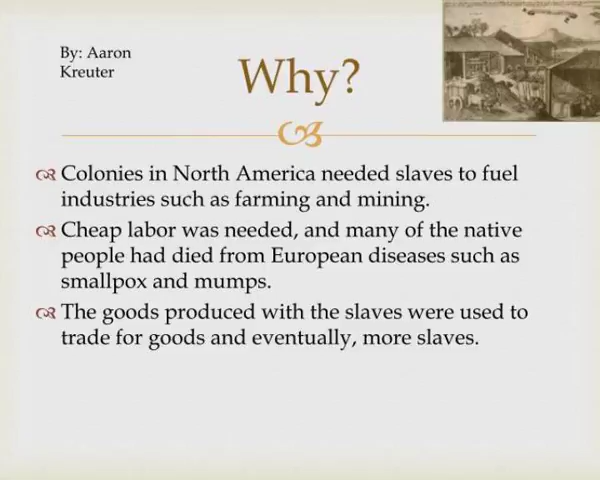 By: Aaron
Kreuter
Why?
Colonies in North America needed slaves to fuel
industries such as farming and mining.
Cheap labor was needed, and many of the native
people had died from European diseases such as
smallpox and mumps.
The goods produced with the slaves were used to
trade for goods and eventually, more slaves.